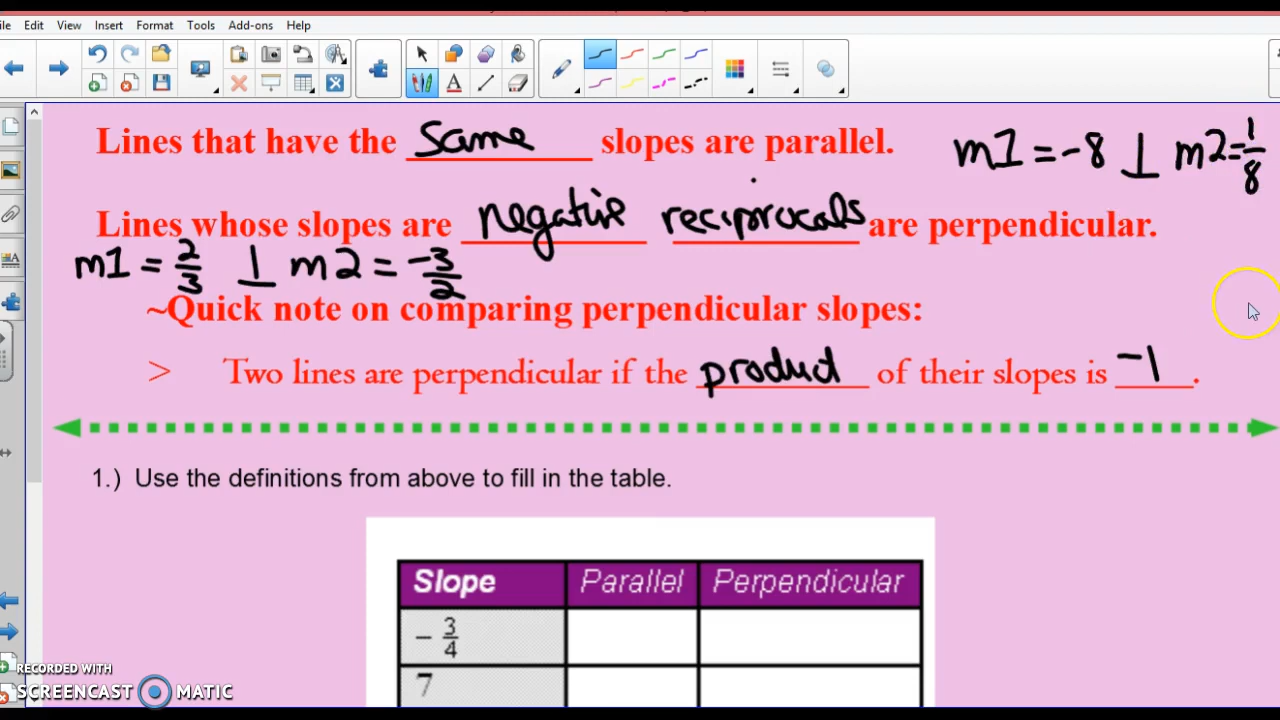 File Edit View Insert Format Tools Add-ons Help
Lines that have the same slopes are parallel. m1 = -8 ⊥ m2 = 1/8
Lines whose slopes are negative reciprocals are perpendicular.
m1 = 2/3 ⊥ m2 = -3/2
~Quick note on comparing perpendicular slopes:
> Two lines are perpendicular if the product of their slopes is -1.
1.) Use the definitions from above to fill in the table.
Slope Parallel Perpendicular
- 3/4
7
RECORDED WITH
SCREENCAST MATIC